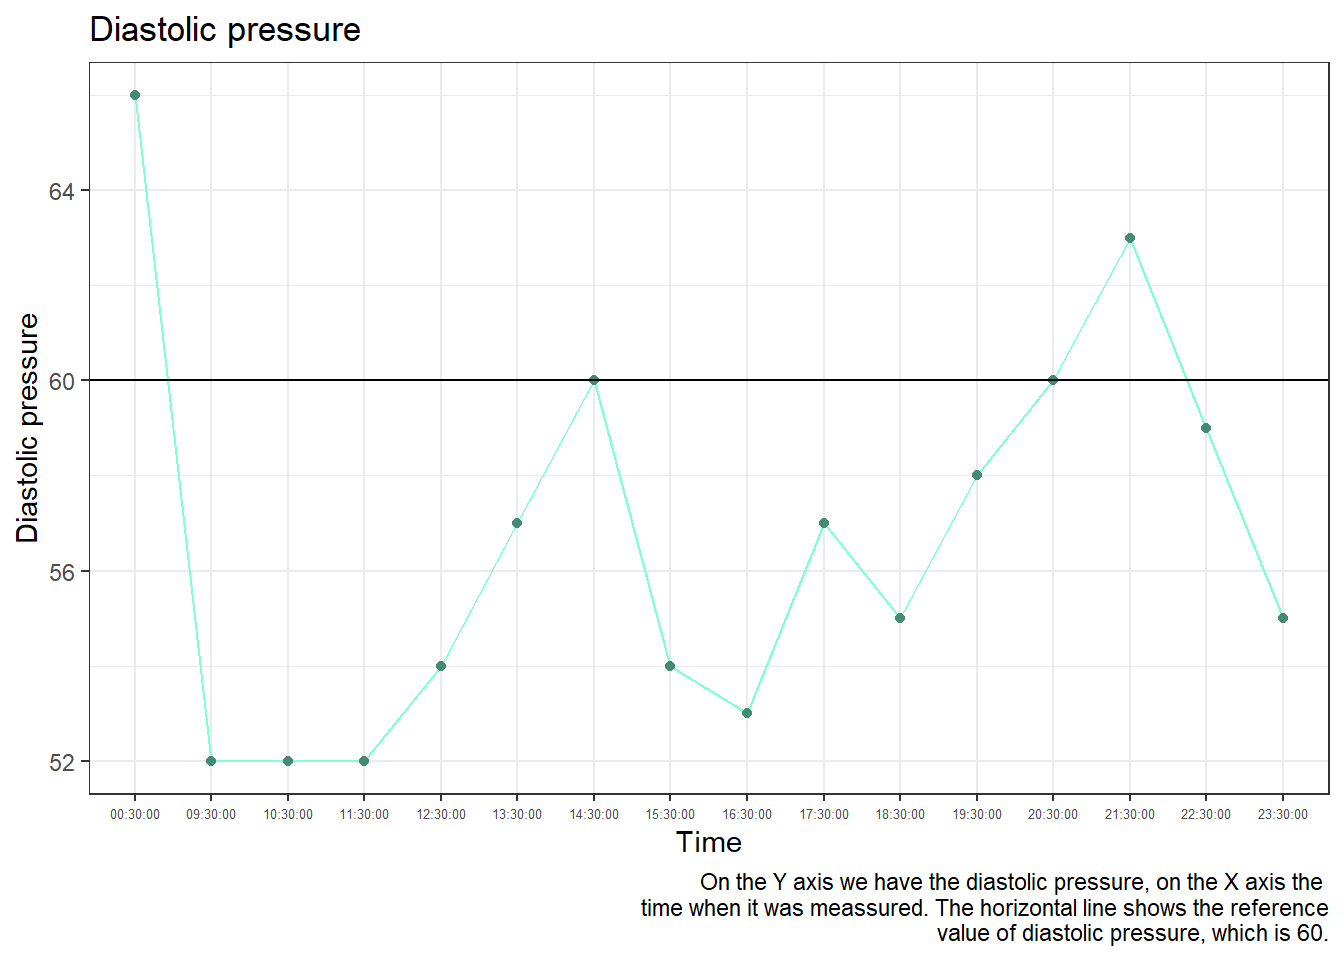 Diastolic pressure
Diastolic pressure
64
60
56
52
00:30:00 09:30:00 10:30:00 11:30:00 12:30:00 13:30:00 14:30:00 15:30:00 16:30:00 17:30:00 18:30:00 19:30:00 20:30:00 21:30:00 22:30:00 23:30:00
Time
On the Y axis we have the diastolic pressure, on the X axis the
time when it was meassured. The horizontal line shows the reference
value of diastolic pressure, which is 60.